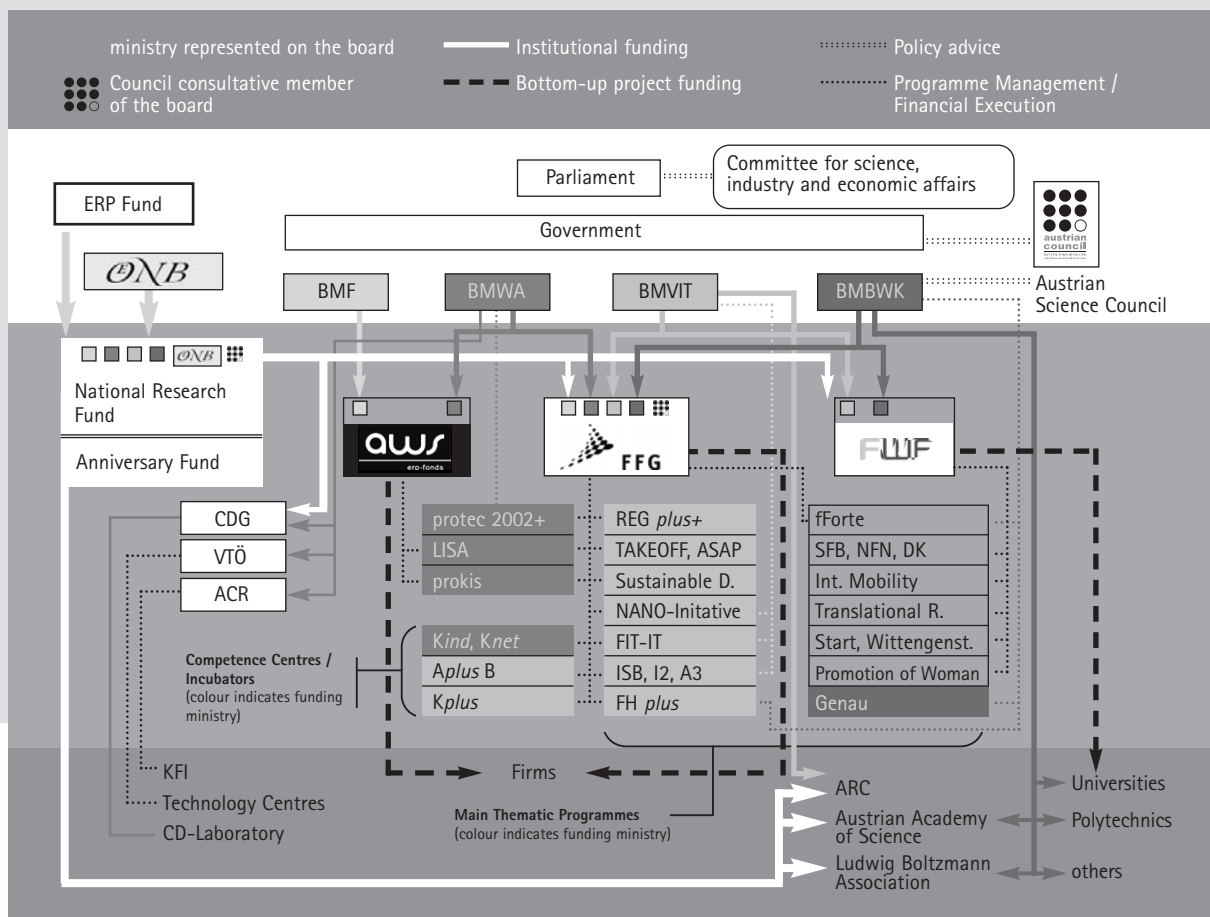 ministry represented on the board
Institutional funding
Policy advice
Council consultative member
of the board
Bottom-up project funding
Programme Management /
Financial Execution
Parliament
Committee for science,
industry and economic affairs
ERP Fund
Government
austrian
council
Austrian
Science Council
OENB
BMF
BMWA
BMVIT
BMBWK
OENB
National Research
Fund
Anniversary Fund
aws
erp-fonds
FFG
FWF
CDG
VTÖ
ACR
protec 2002+
LISA
prokis
REG plus+
TAKEOFF, ASAP
Sustainable D.
NANO-Initative
FIT-IT
ISB, I2, A3
FH plus
fForte
SFB, NFN, DK
Int. Mobility
Translational R.
Start, Wittengenst.
Promotion of Woman
Genau
Kind, Knet
Aplus B
Kplus
Competence Centres /
Incubators
(colour indicates funding
ministry)
KFI
Technology Centres
CD-Laboratory
Firms
Main Thematic Programmes
(colour indicates funding ministry)
ARC
Austrian Academy
of Science
Ludwig Boltzmann
Association
Universities
Polytechnics
others